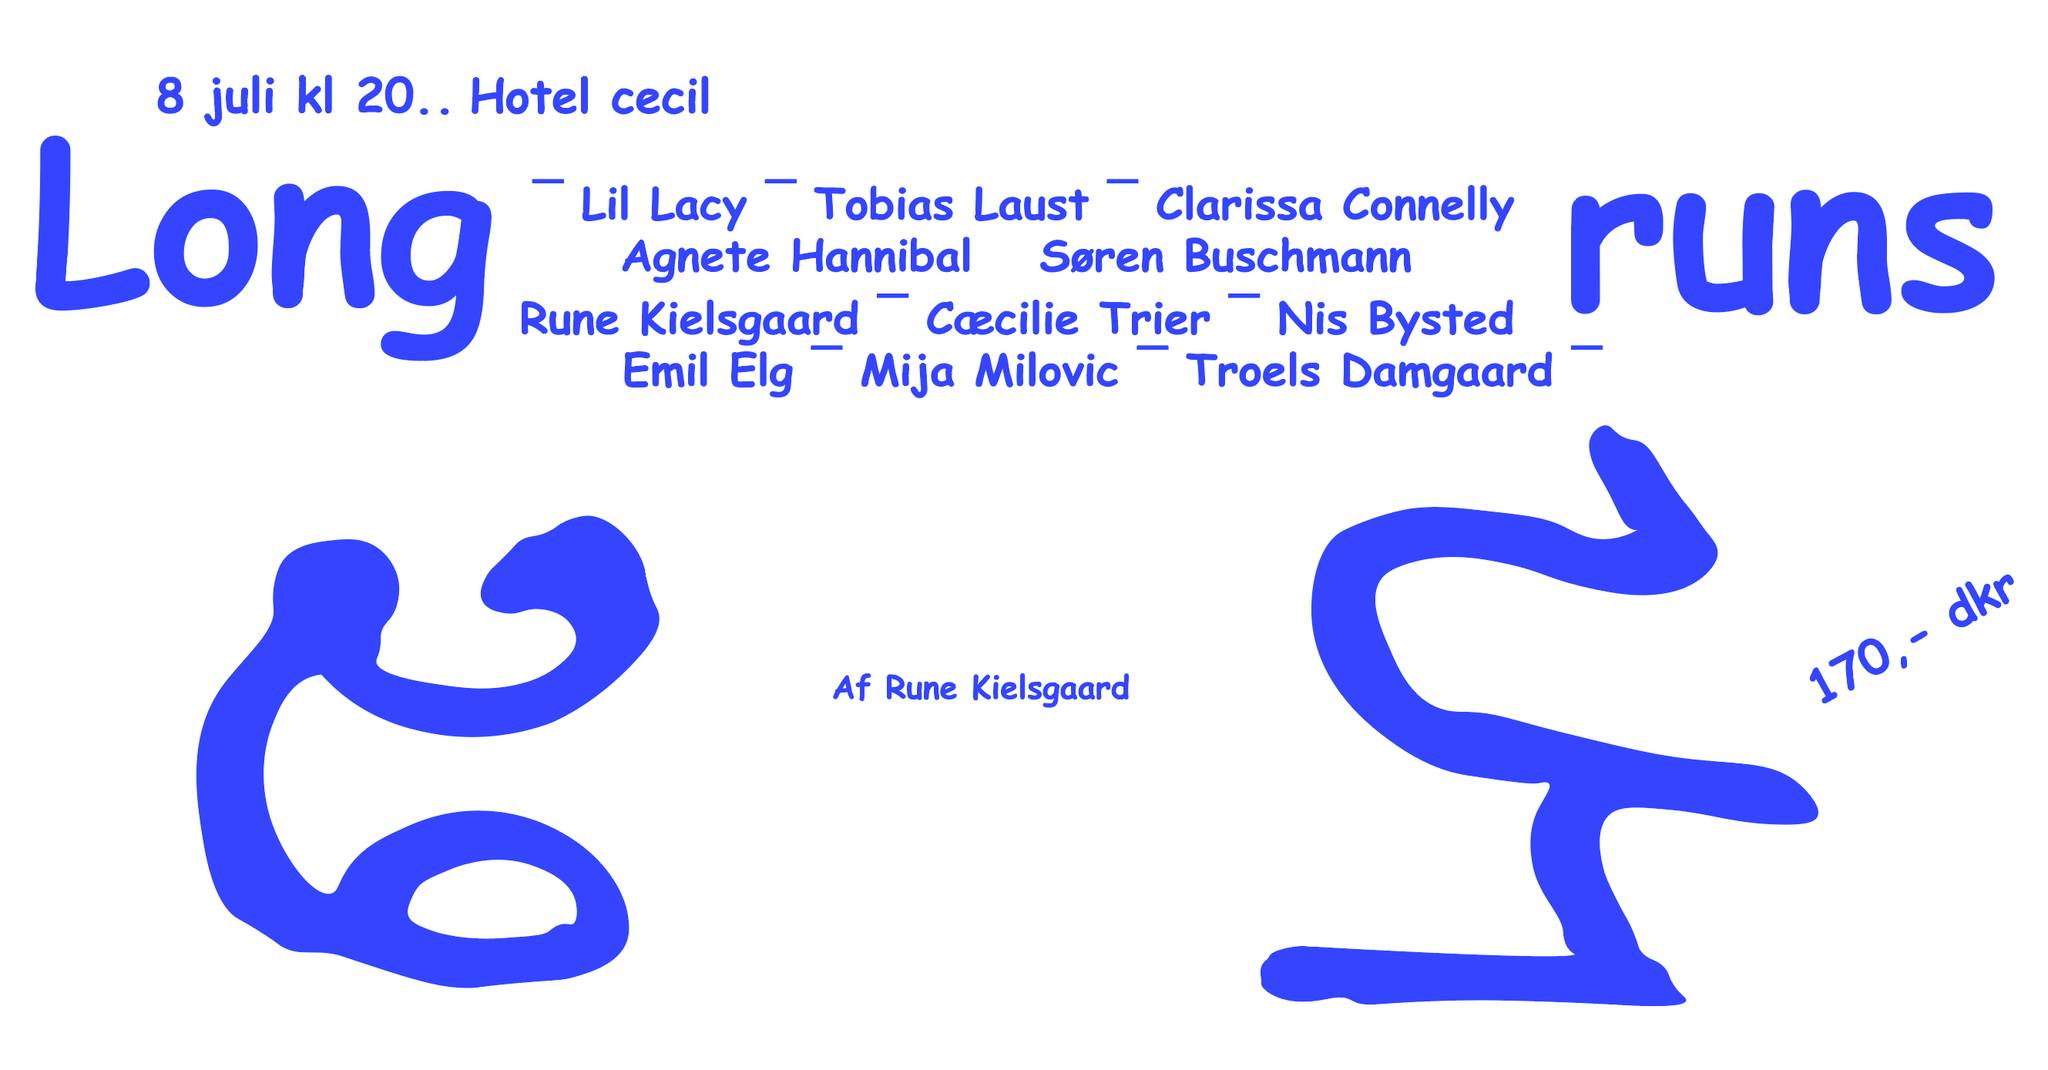 8 juli kl 20.. Hotel cecil
Long runs
¯ Lil Lacy ¯ Tobias Laust ¯ Clarissa Connelly
Agnete Hannibal Søren Buschmann
Rune Kielsgaard ¯ Cæcilie Trier ¯ Nis Bysted
Emil Elg ¯ Mija Milovic ¯ Troels Damgaard ¯
170,- dkr
Af Rune Kielsgaard